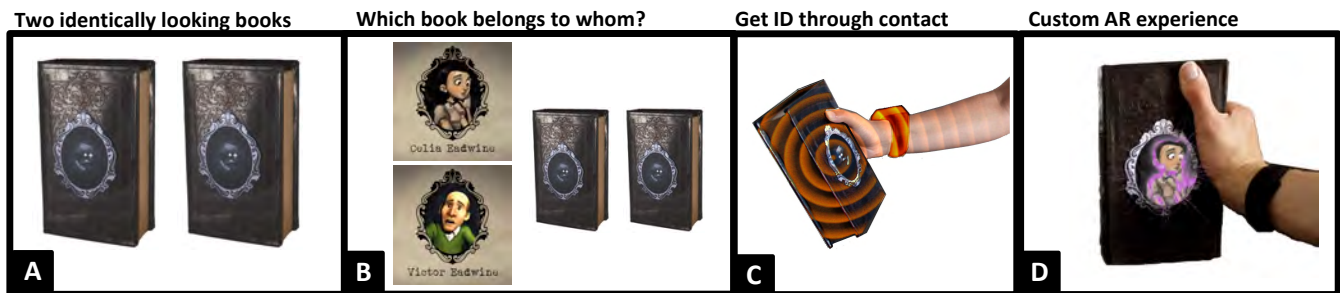 Two identically looking books
Which book belongs to whom?
Get ID through contact
Custom AR experience
Celia Eadwine
Victor Eadwine
A
B
C
D